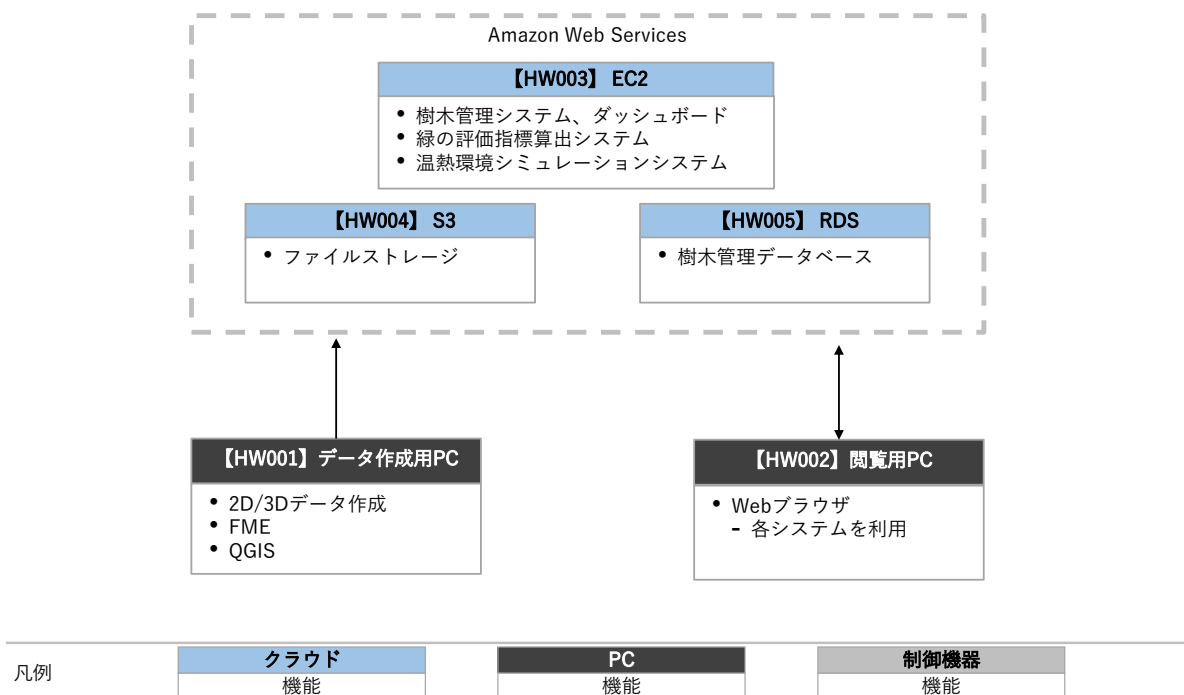 Amazon Web Services
【HW003】 EC2
• 樹木管理システム、ダッシュボード
• 緑の評価指標算出システム
• 温熱環境シミュレーションシステム
【HW004】 S3
• ファイルストレージ
【HW005】 RDS
• 樹木管理データベース
【HW001】データ作成用PC
• 2D/3Dデータ作成
• FME
• QGIS
【HW002】閲覧用PC
• Webブラウザ
- 各システムを利用
凡例
クラウド
機能
PC
機能
制御機器
機能